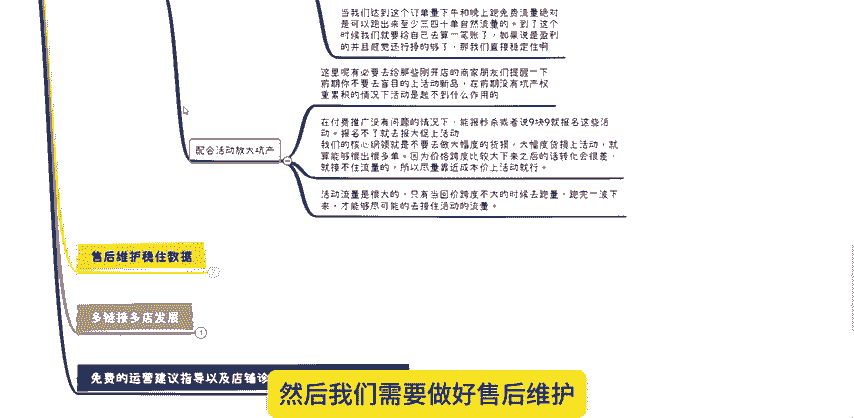 当我们达到这个订单量下午和晚上跑免费流量绝对
是可以跑出来至少三四十单自然流量的。到了这个
时候我们就要给自己去算一笔账了，如果说是盈利
的并且感觉还行挣的够了，那我们直接稳定住啊
这里呢有必要去给那些刚开店的商家朋友们提醒一下
前期你不要去盲目的上活动新品，在前期没有坑产权
重累积的情况下活动是起不到什么作用的
配合活动放大坑产
在付费推广没有问题的情况下，能报秒杀或者说9块9就报名这些活
动。报名不了就去报大促上活动
我们的核心纲领就是不要去做大幅度的货损，大幅度货损上活动，就
算能够爆出很多单。因为价格跨度比较大下来之后的话转化会很差，
就接不住流量的，所以尽量靠近成本价上活动就行。
活动流量是很大的，只有当回价跨度不大的时候去跑量，跑完一波下
来，才能够尽可能的去接住活动的流量。
售后维护稳住数据
多链接多店发展
1
免费的运营建议指导以及店铺诊
然后我们需要做好售后维护